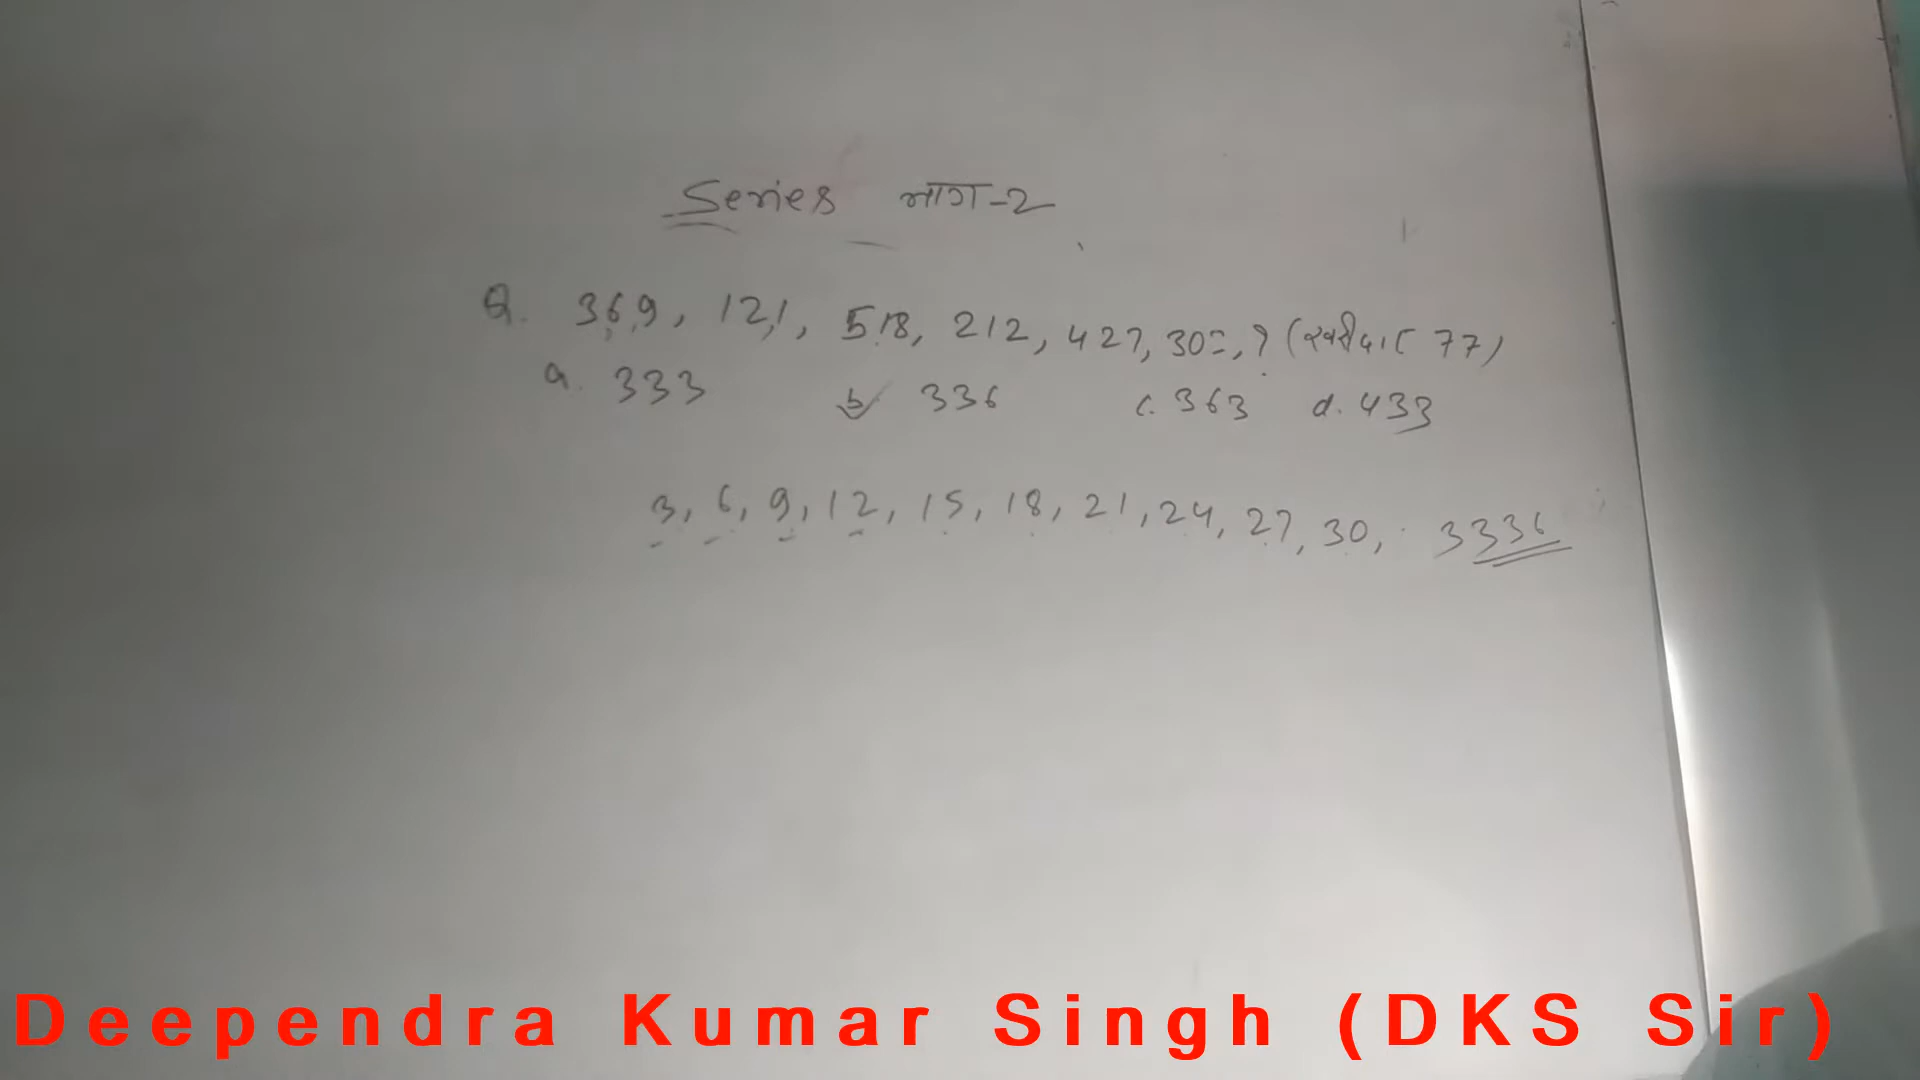 Series भाग-2
Q. 369, 121, 518, 212, 427, 30=, ? ( 77)
a. 333 b 336 c. 363 d. 433
3, 6, 9, 12, 15, 18, 21, 24, 27, 30, 3336
Deependra Kumar Singh (DKS Sir)